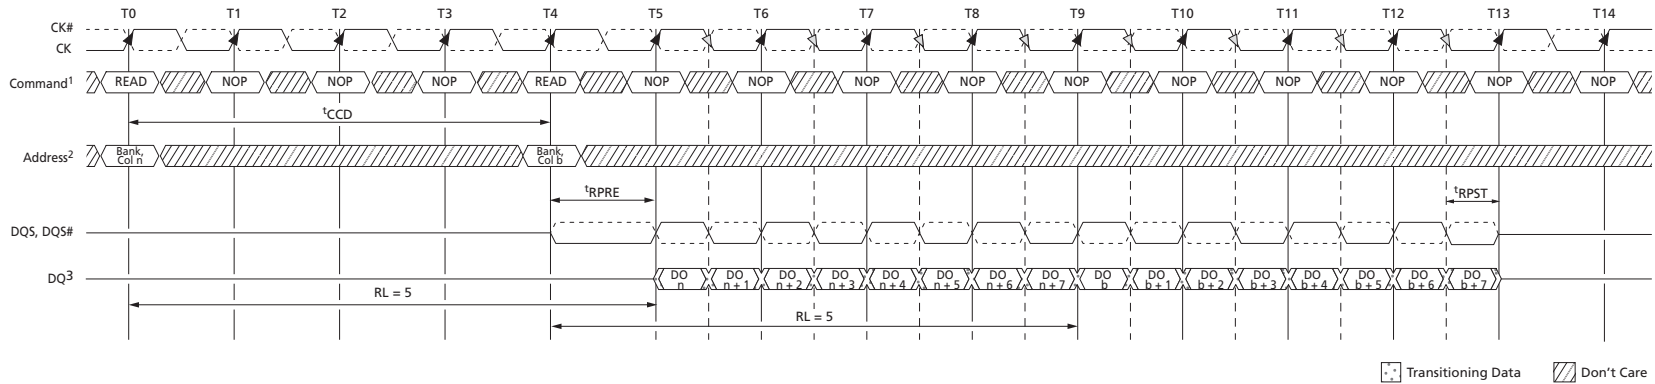 T0 T1 T2 T3 T4 T5 T6 T7 T8 T9 T10 T11 T12 T13 T14
CK#
CK
Command1 READ NOP NOP NOP READ NOP NOP NOP NOP NOP NOP NOP NOP NOP NOP
tCCD
Address2 Bank, Col n Bank, Col b
tRPRE tRPST
DQS, DQS#
DQ3 DO n DO n + 1 DO n + 2 DO n + 3 DO n + 4 DO n + 5 DO n + 6 DO n + 7 DO b DO b + 1 DO b + 2 DO b + 3 DO b + 4 DO b + 5 DO b + 6 DO b + 7
RL = 5
RL = 5
Transitioning Data Don't Care